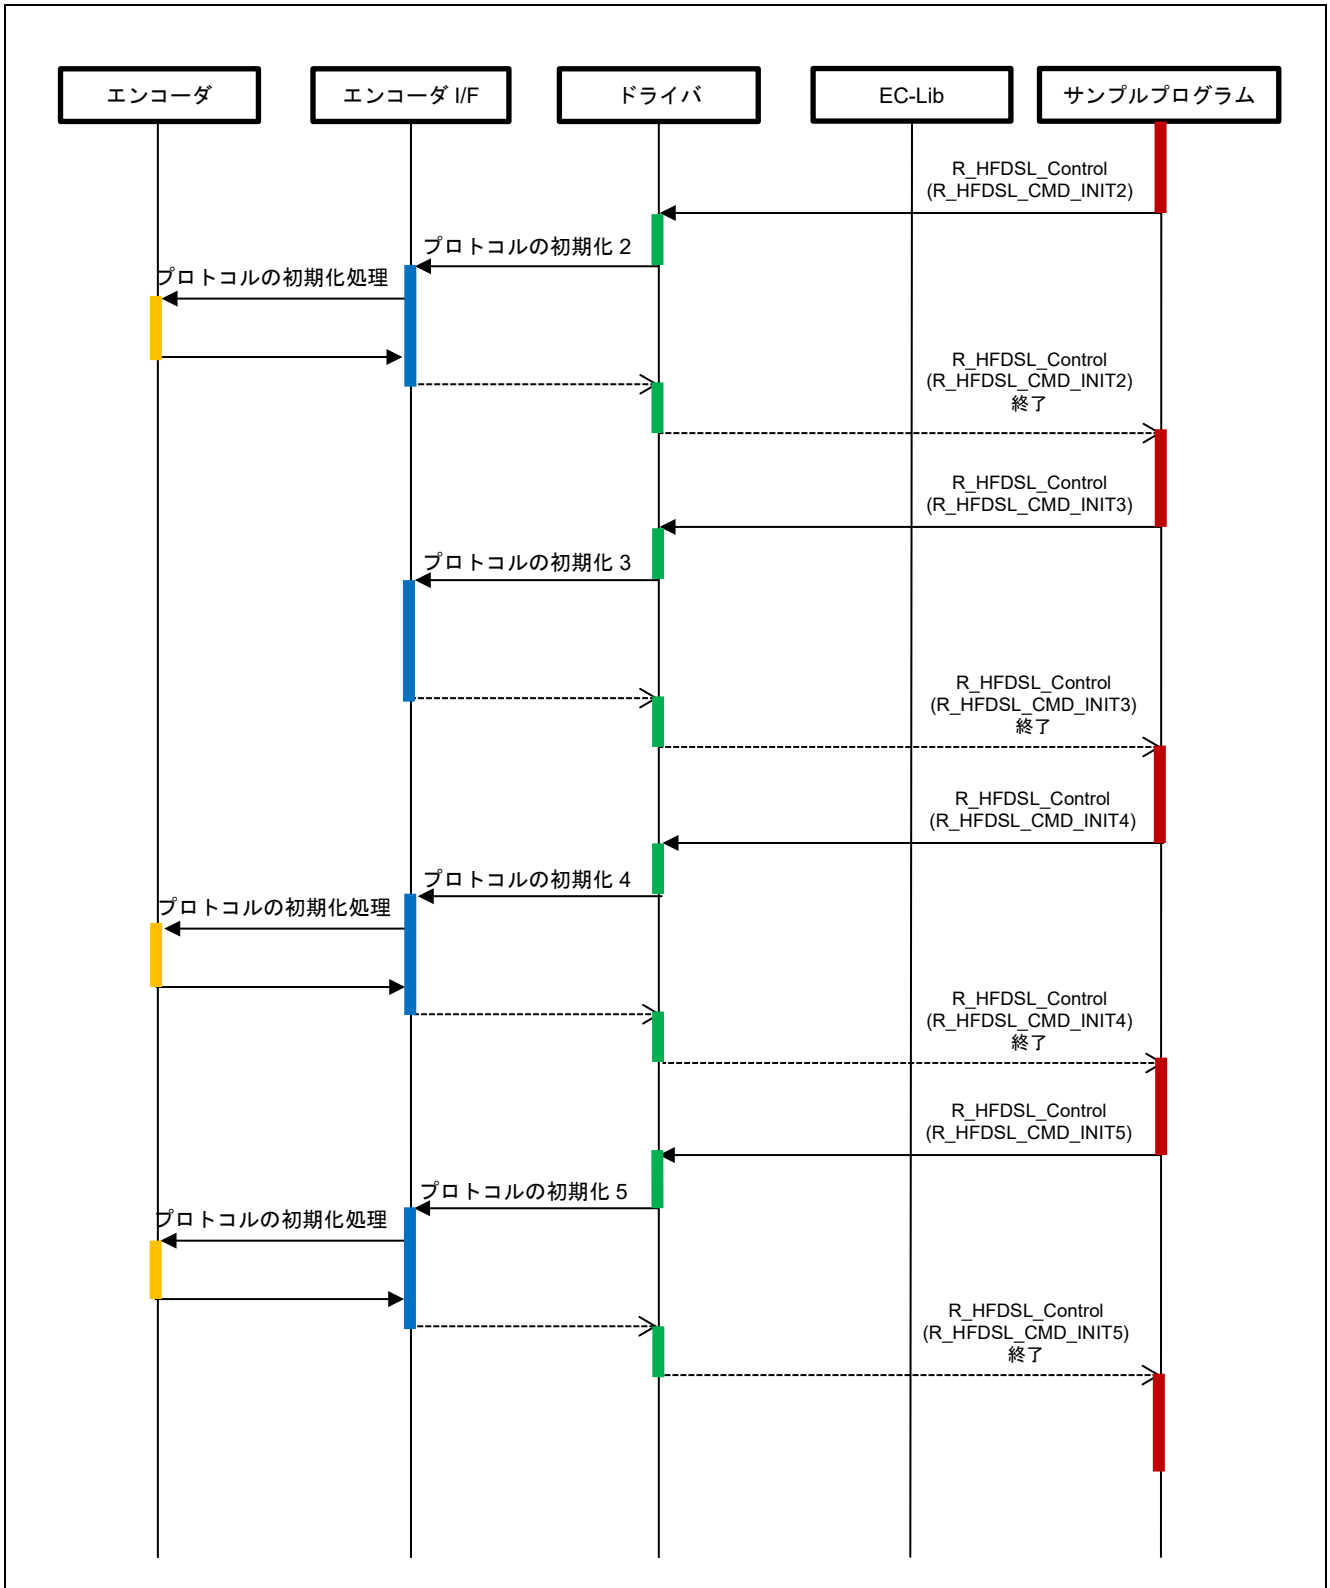 エンコーダ
エンコーダ I/F
ドライバ
EC-Lib
サンプルプログラム
R_HFDSL_Control
(R_HFDSL_CMD_INIT2)
プロトコルの初期化 2
プロトコルの初期化処理
R_HFDSL_Control
(R_HFDSL_CMD_INIT2)
終了
R_HFDSL_Control
(R_HFDSL_CMD_INIT3)
プロトコルの初期化 3
R_HFDSL_Control
(R_HFDSL_CMD_INIT3)
終了
R_HFDSL_Control
(R_HFDSL_CMD_INIT4)
プロトコルの初期化 4
プロトコルの初期化処理
R_HFDSL_Control
(R_HFDSL_CMD_INIT4)
終了
R_HFDSL_Control
(R_HFDSL_CMD_INIT5)
プロトコルの初期化 5
プロトコルの初期化処理
R_HFDSL_Control
(R_HFDSL_CMD_INIT5)
終了